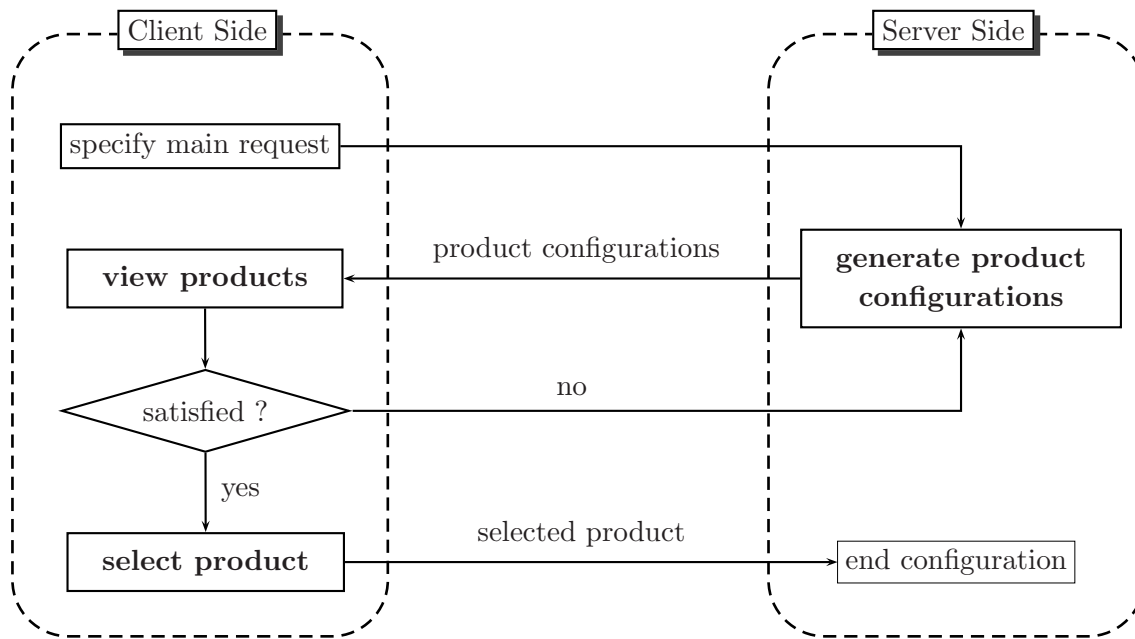 Client Side
Server Side
specify main request
product configurations
view products
generate product
configurations
no
satisfied ?
yes
selected product
select product
end configuration